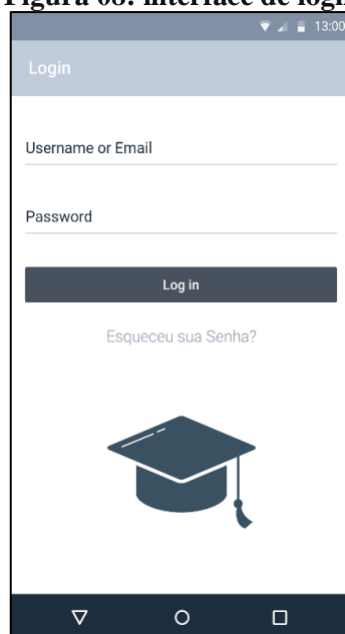 Figura 08: interface de login
13:00
Login
Username or Email
Password
Log in
Esqueceu sua Senha?